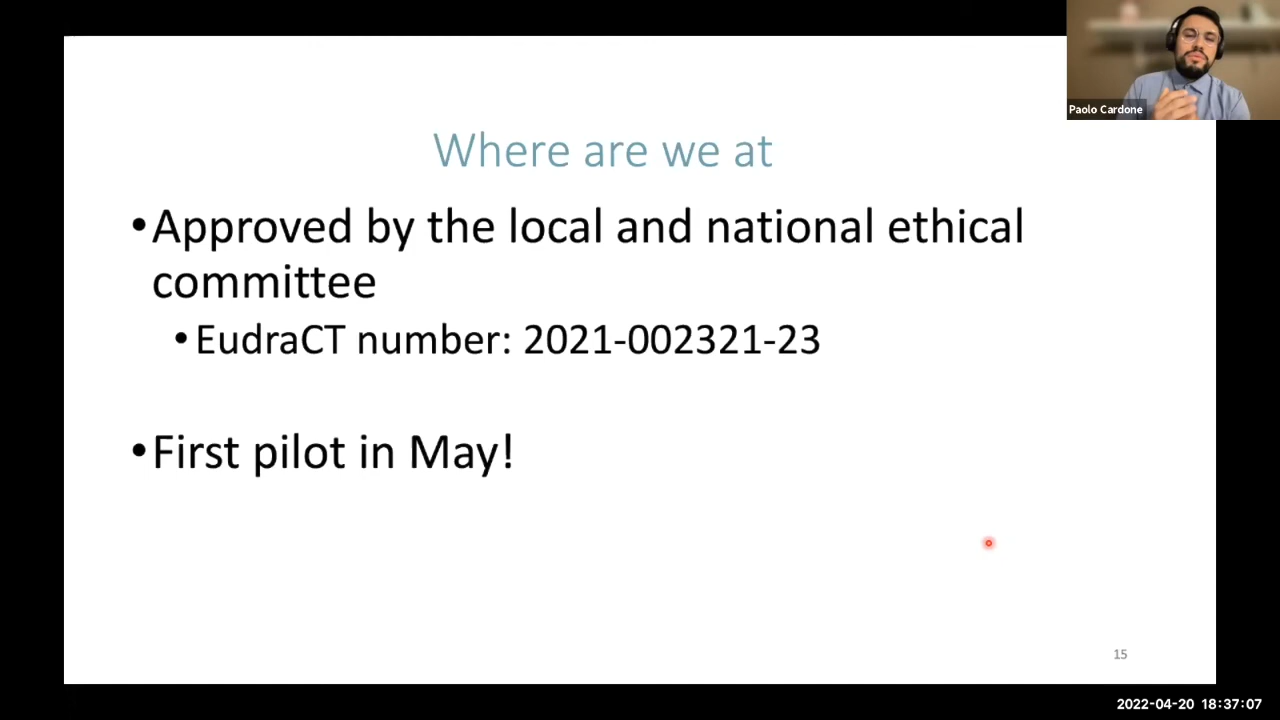 Paolo Cardone
Where are we at
•Approved by the local and national ethical
committee
•EudraCT number: 2021-002321-23
•First pilot in May!
15
2022-04-20 18:37:07